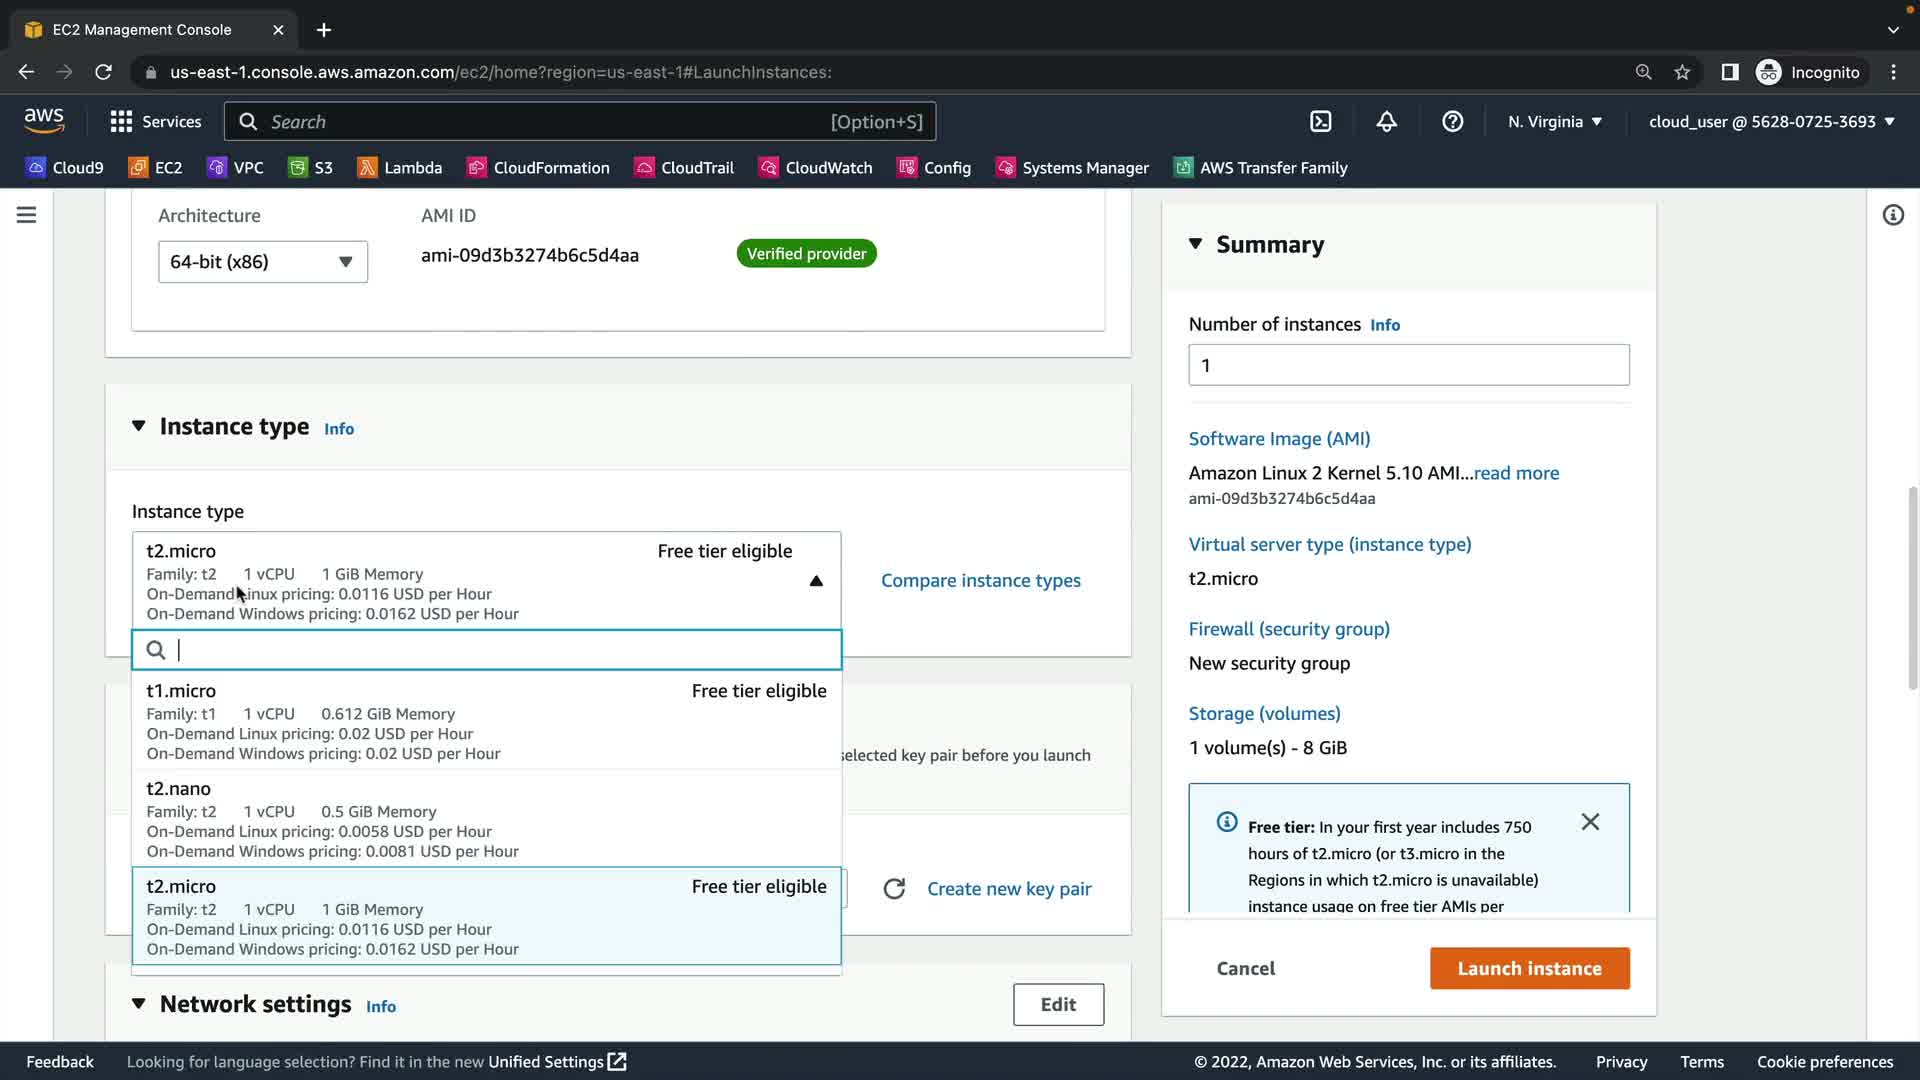 EC2 Management Console
us-east-1.console.aws.amazon.com/ec2/home?region=us-east-1#LaunchInstances:
Incognito
aws
Services
Search
[Option+S]
N. Virginia
cloud_user @ 5628-0725-3693
Cloud9
EC2
VPC
S3
Lambda
CloudFormation
CloudTrail
CloudWatch
Config
Systems Manager
AWS Transfer Family
Architecture
AMI ID
64-bit (x86)
ami-09d3b3274b6c5d4aa
Verified provider
Instance type Info
Instance type
t2.micro Free tier eligible
Family: t2 1 vCPU 1 GiB Memory
On-Demand Linux pricing: 0.0116 USD per Hour
On-Demand Windows pricing: 0.0162 USD per Hour
Compare instance types
t1.micro Free tier eligible
Family: t1 1 vCPU 0.612 GiB Memory
On-Demand Linux pricing: 0.02 USD per Hour
On-Demand Windows pricing: 0.02 USD per Hour
selected key pair before you launch
t2.nano
Family: t2 1 vCPU 0.5 GiB Memory
On-Demand Linux pricing: 0.0058 USD per Hour
On-Demand Windows pricing: 0.0081 USD per Hour
t2.micro Free tier eligible
Family: t2 1 vCPU 1 GiB Memory
On-Demand Linux pricing: 0.0116 USD per Hour
On-Demand Windows pricing: 0.0162 USD per Hour
Create new key pair
Network settings Info
Edit
Summary
Number of instances Info
1
Software Image (AMI)
Amazon Linux 2 Kernel 5.10 AMI...read more
ami-09d3b3274b6c5d4aa
Virtual server type (instance type)
t2.micro
Firewall (security group)
New security group
Storage (volumes)
1 volume(s) - 8 GiB
Free tier: In your first year includes 750
hours of t2.micro (or t3.micro in the
Regions in which t2.micro is unavailable)
instance usage on free tier AMIs per
Cancel
Launch instance
Feedback
Looking for language selection? Find it in the new Unified Settings
© 2022, Amazon Web Services, Inc. or its affiliates.
Privacy
Terms
Cookie preferences